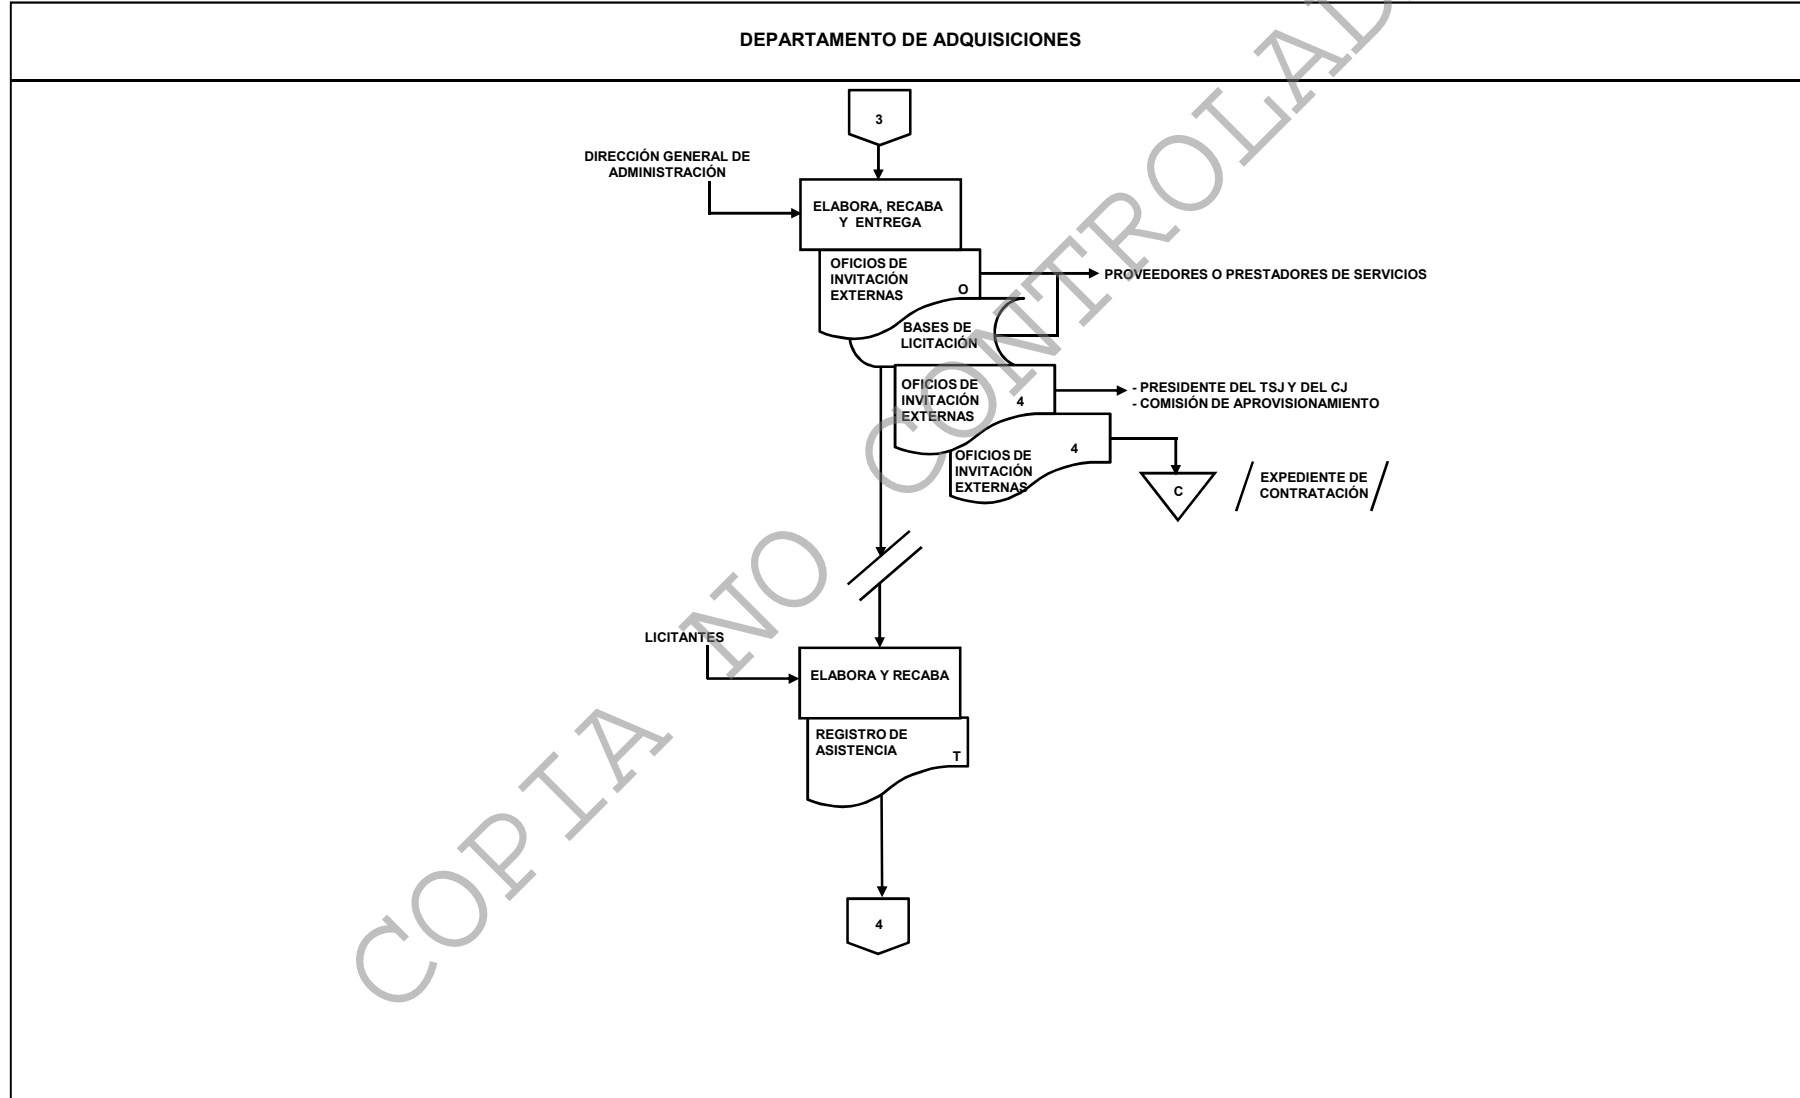 DEPARTAMENTO DE ADQUISICIONES
3
DIRECCIÓN GENERAL DE
ADMINISTRACIÓN
ELABORA, RECABA
Y ENTREGA
OFICIOS DE
INVITACIÓN
EXTERNAS
O
PROVEEDORES O PRESTADORES DE SERVICIOS
BASES DE
LICITACIÓN
OFICIOS DE
INVITACIÓN
EXTERNAS
4
- PRESIDENTE DEL TSJ Y DEL CJ
- COMISIÓN DE APROVISIONAMIENTO
OFICIOS DE
INVITACIÓN
EXTERNAS
4
C
EXPEDIENTE DE
CONTRATACIÓN
LICITANTES
ELABORA Y RECABA
REGISTRO DE
ASISTENCIA
T
4
COPIA NO CONTROLAD